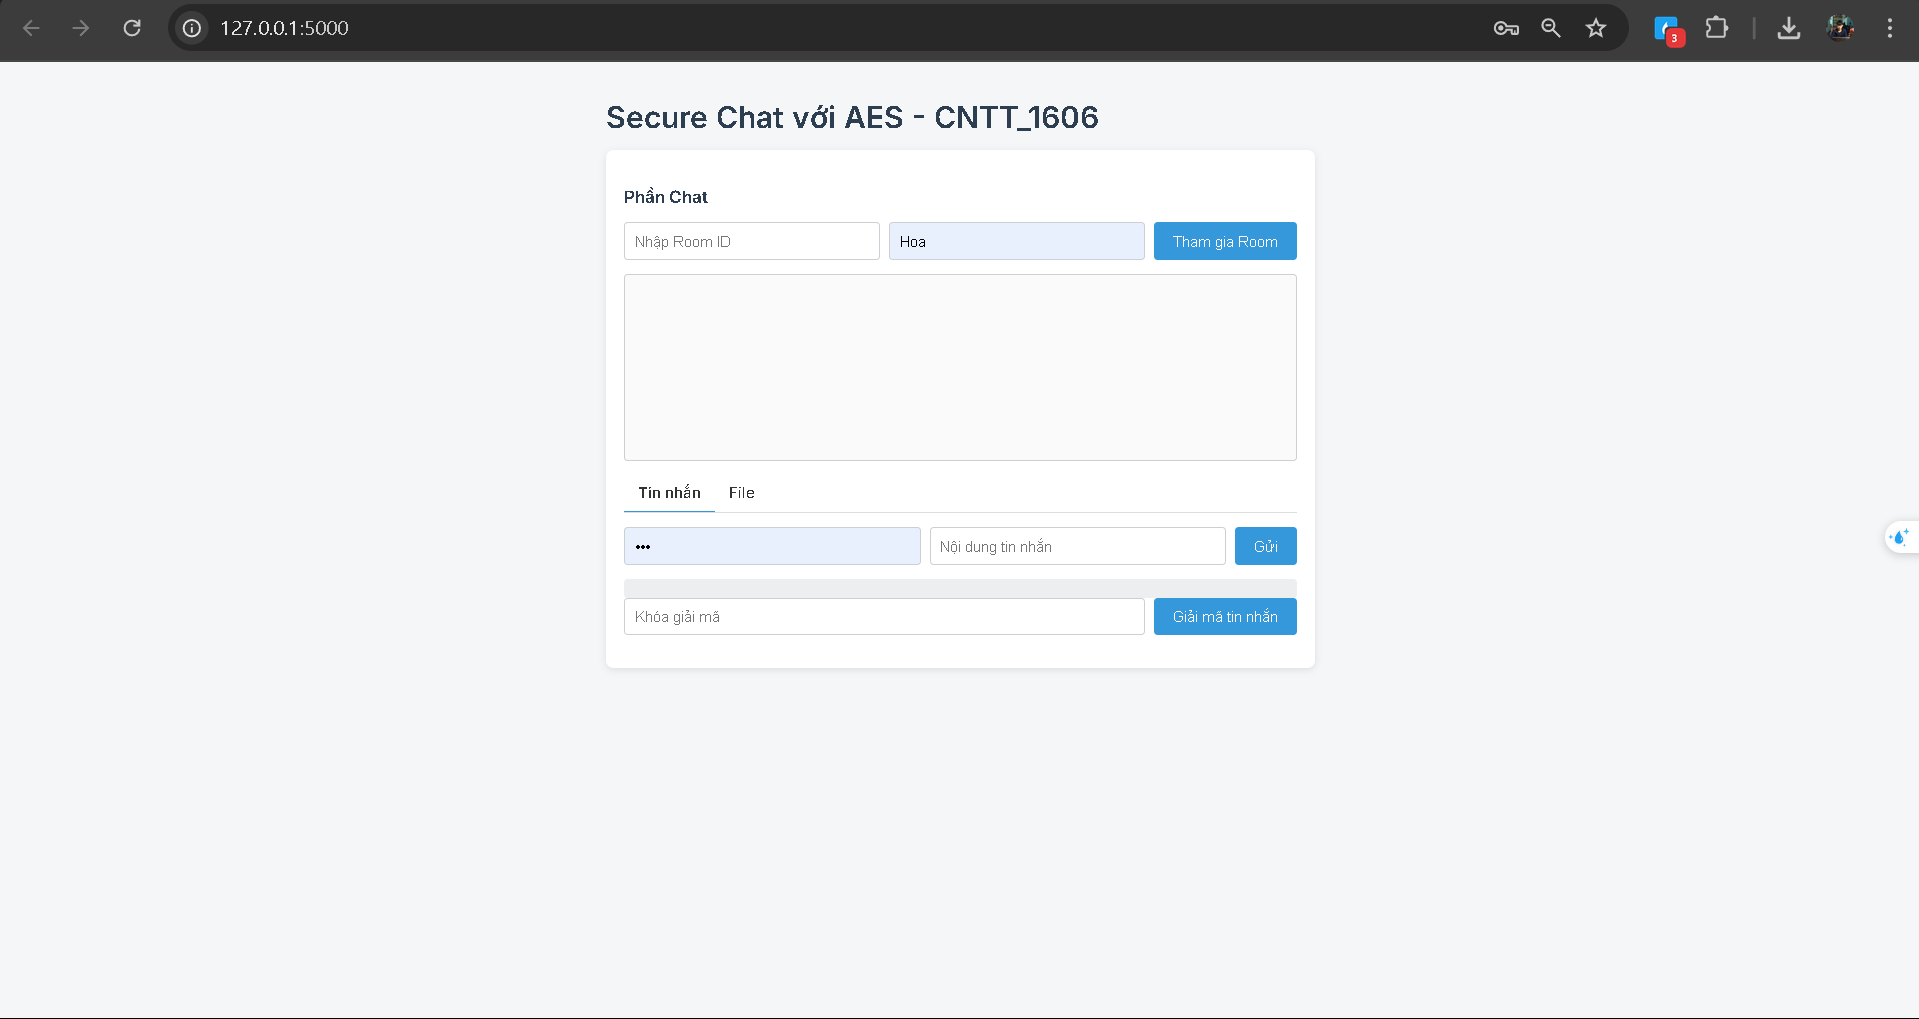 127.0.0.1:5000
3
Secure Chat với AES - CNTT_1606
Phần Chat
Nhập Room ID
Hoa
Tham gia Room
Tin nhắn
File
•••
Nội dung tin nhắn
Gửi
Khóa giải mã
Giải mã tin nhắn